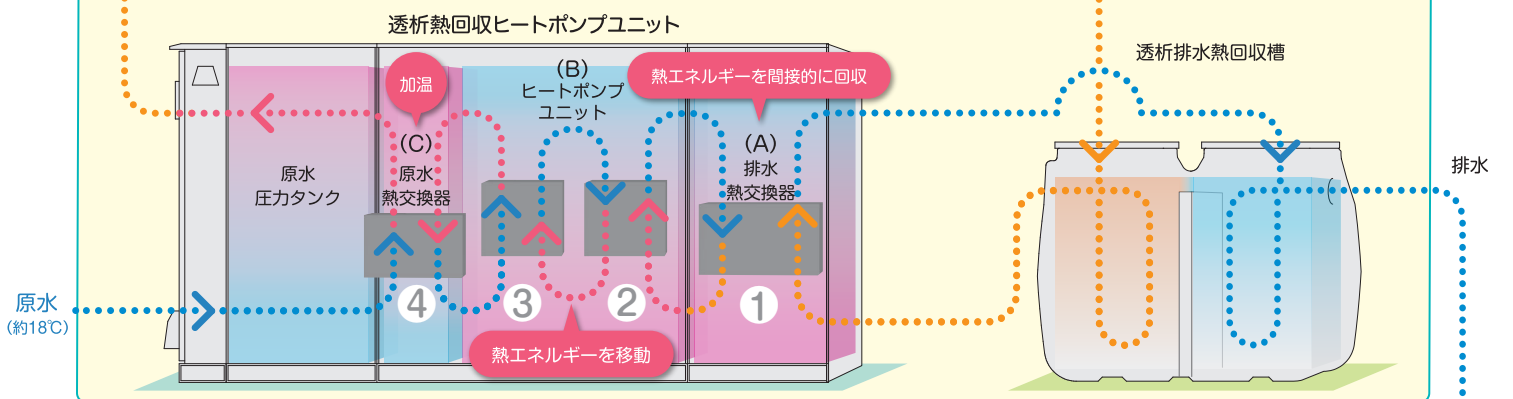 透析熱回収ヒートポンプユニット
加温
(B)
ヒートポンプ
ユニット
熱エネルギーを間接的に回収
透析排水熱回収槽
(C)
原水
熱交換器
(A)
排水
熱交換器
原水
圧力タンク
排水
原水
(約18℃)
4
3
2
1
熱エネルギーを移動